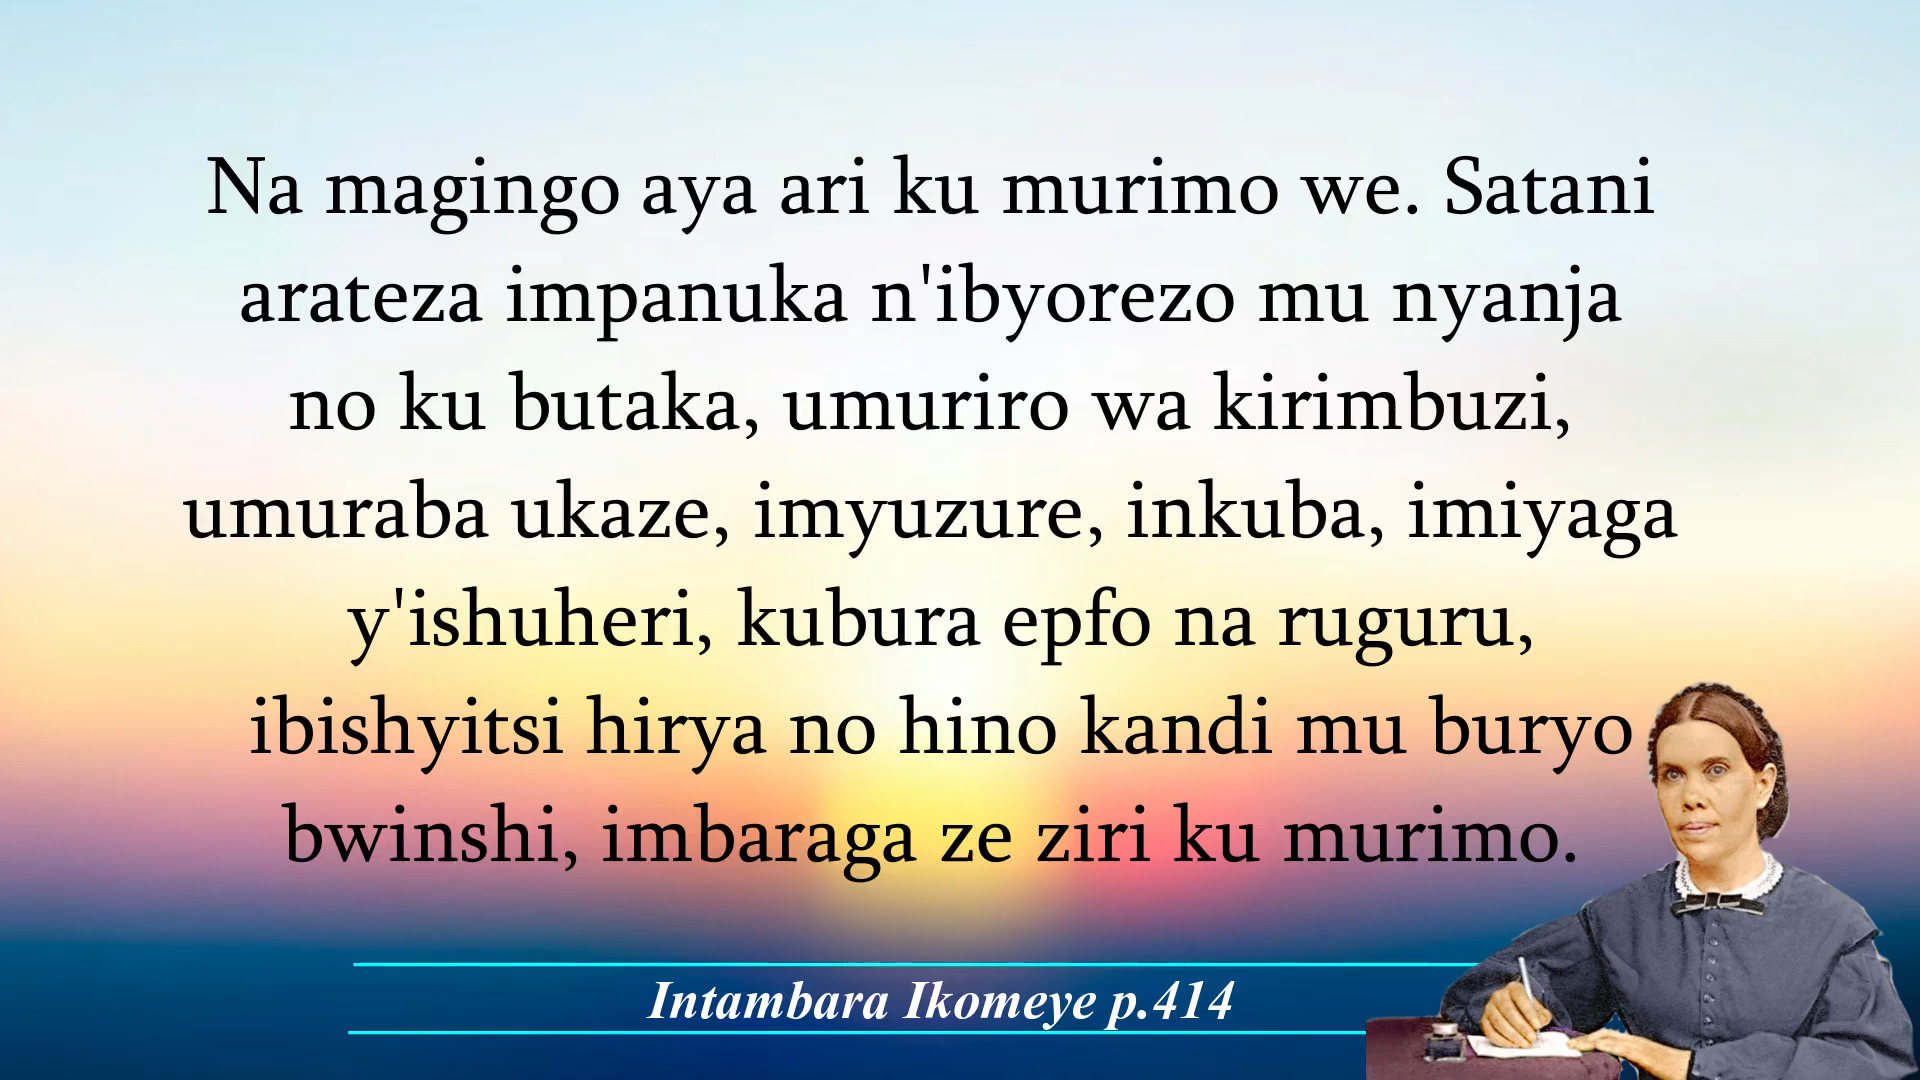 Na magingo aya ari ku murimo we. Satani
arateza impanuka n'ibyorezo mu nyanja
no ku butaka, umuriro wa kirimbuzi,
umuraba ukaze, imyuzure, inkuba, imiyaga
y'ishuheri, kubura epfo na ruguru,
ibishyitsi hirya no hino kandi mu buryo
bwinshi, imbaraga ze ziri ku murimo.
Intambara Ikomeye p.414